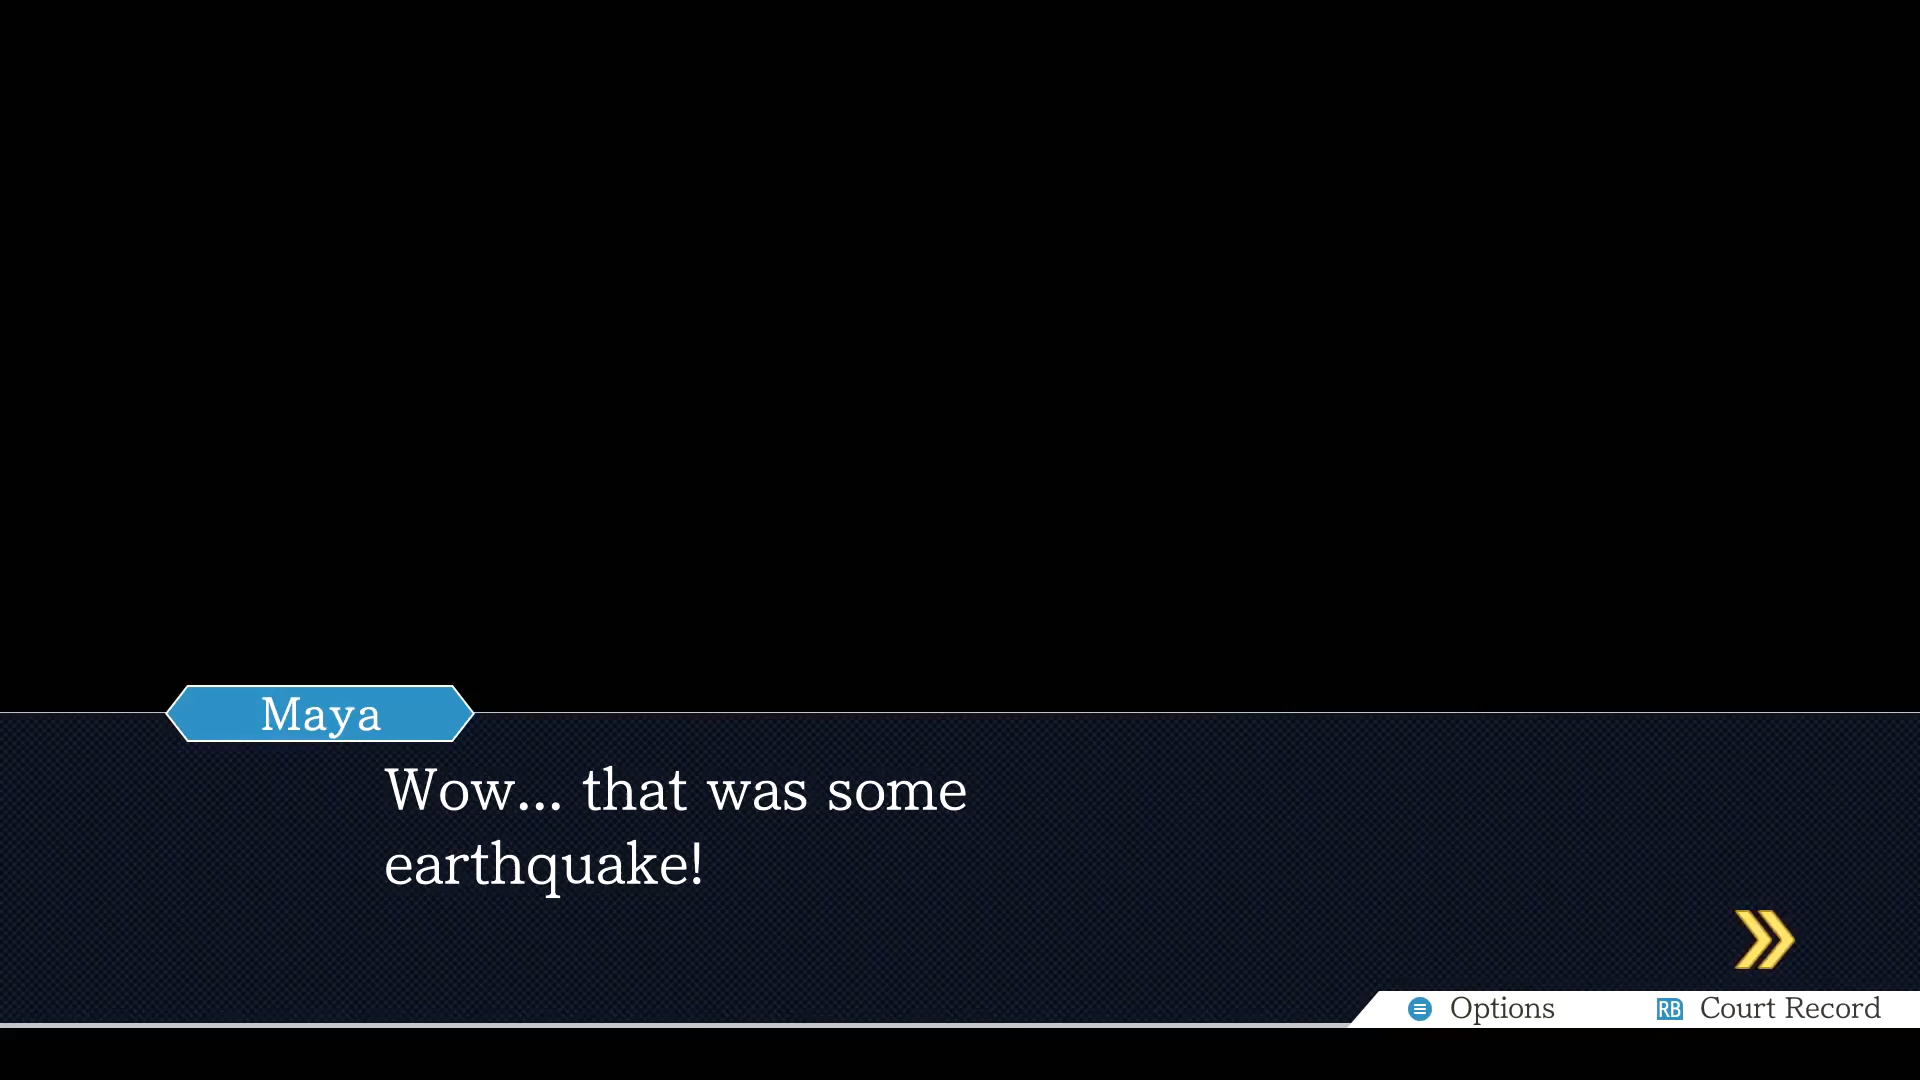 Maya
Wow... that was some
earthquake!
Options
RB Court Record